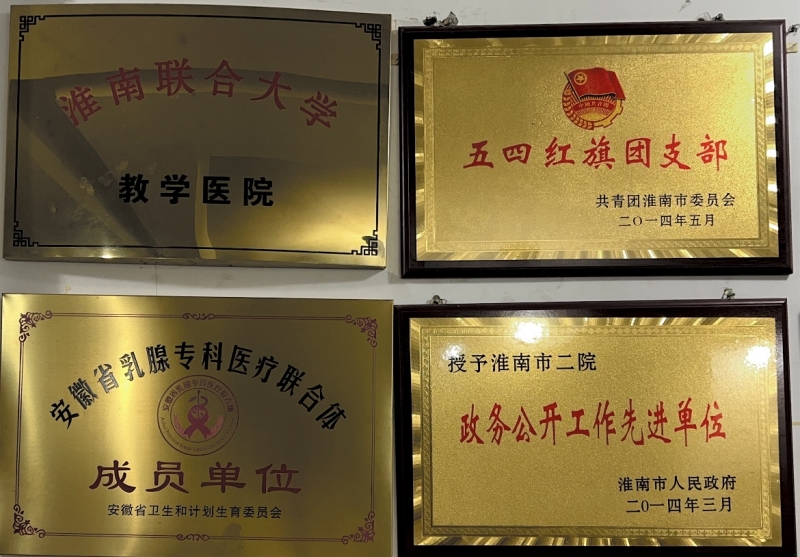 淮南联合大学
教学医院
五四红旗团支部
共青团淮南市委员会
二〇一四年五月
安徽省乳腺专科医疗联合体
成员单位
安徽省卫生和计划生育委员会
授予淮南市二院
政务公开工作先进单位
淮南市人民政府
二〇一四年三月